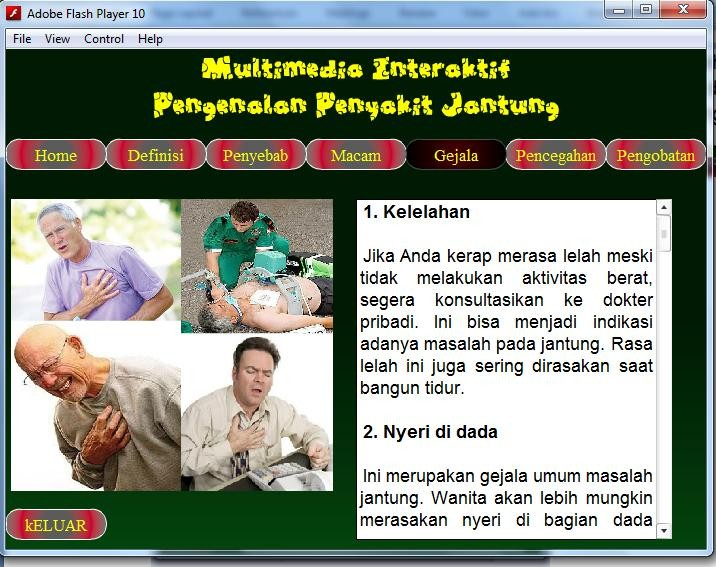 Adobe Flash Player 10
File View Control Help
Multimedia Interaktif
Pengenalan Penyakit Jantung
Home Definisi Penyebab Macam Gejala Pencegahan Pengobatan
1. Kelelahan
Jika Anda kerap merasa lelah meski
tidak melakukan aktivitas berat,
segera konsultasikan ke dokter
pribadi. Ini bisa menjadi indikasi
adanya masalah pada jantung. Rasa
lelah ini juga sering dirasakan saat
bangun tidur.
2. Nyeri di dada
Ini merupakan gejala umum masalah
jantung. Wanita akan lebih mungkin
merasakan nyeri di bagian dada
kELUAR